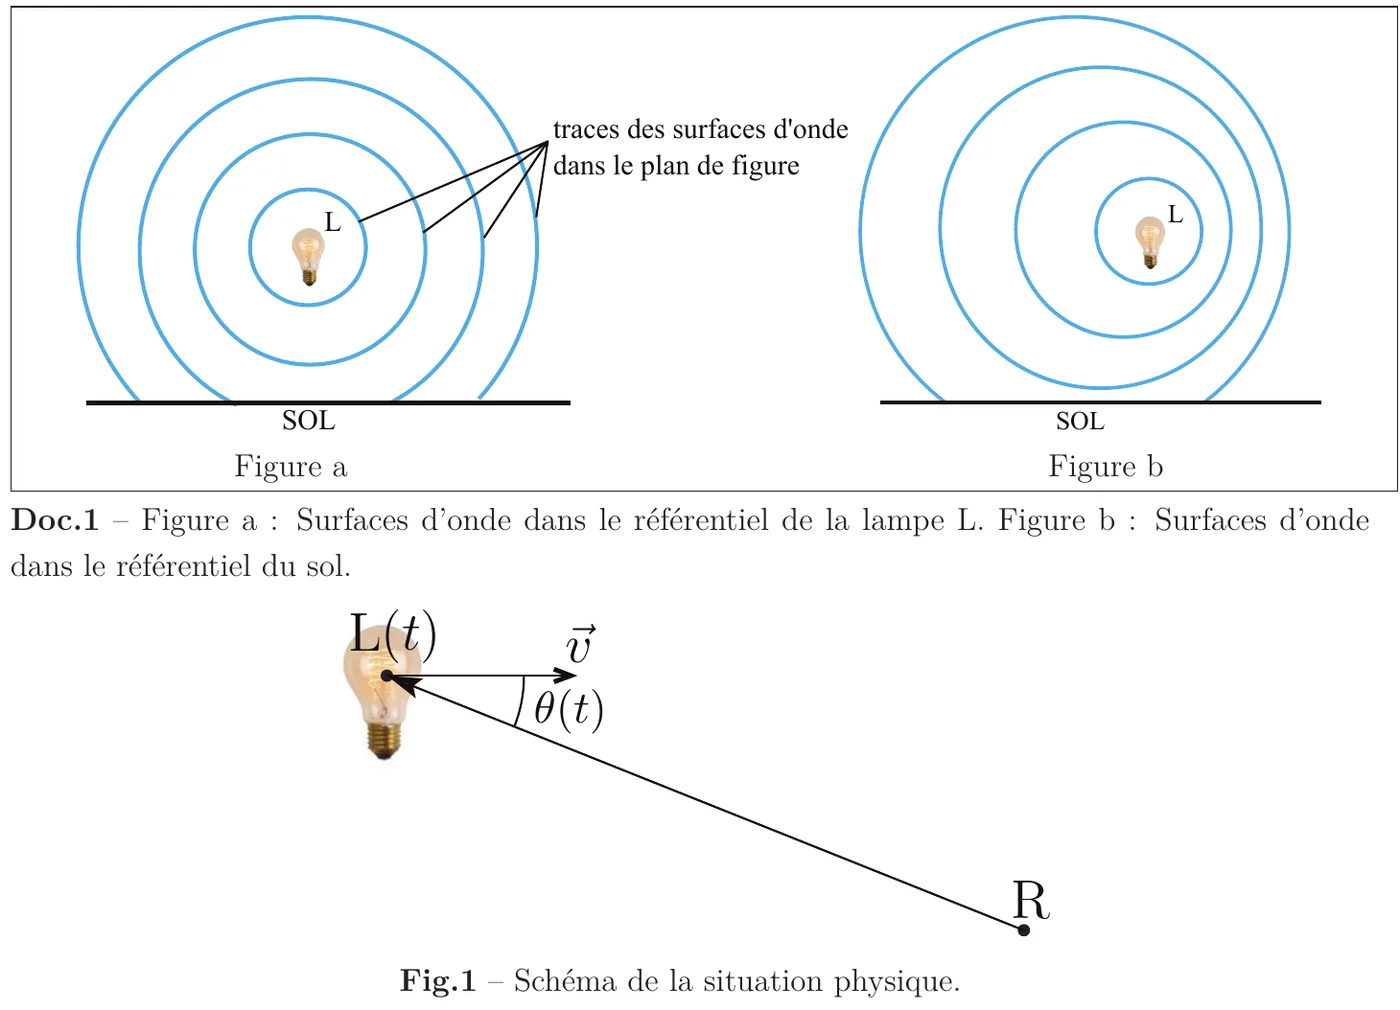 traces des surfaces d'onde
dans le plan de figure
L
SOL
Figure a
L
SOL
Figure b
Doc.1 – Figure a : Surfaces d'onde dans le référentiel de la lampe L. Figure b : Surfaces d'onde
dans le référentiel du sol.
L(t)
v⃗
θ(t)
R
Fig.1 – Schéma de la situation physique.